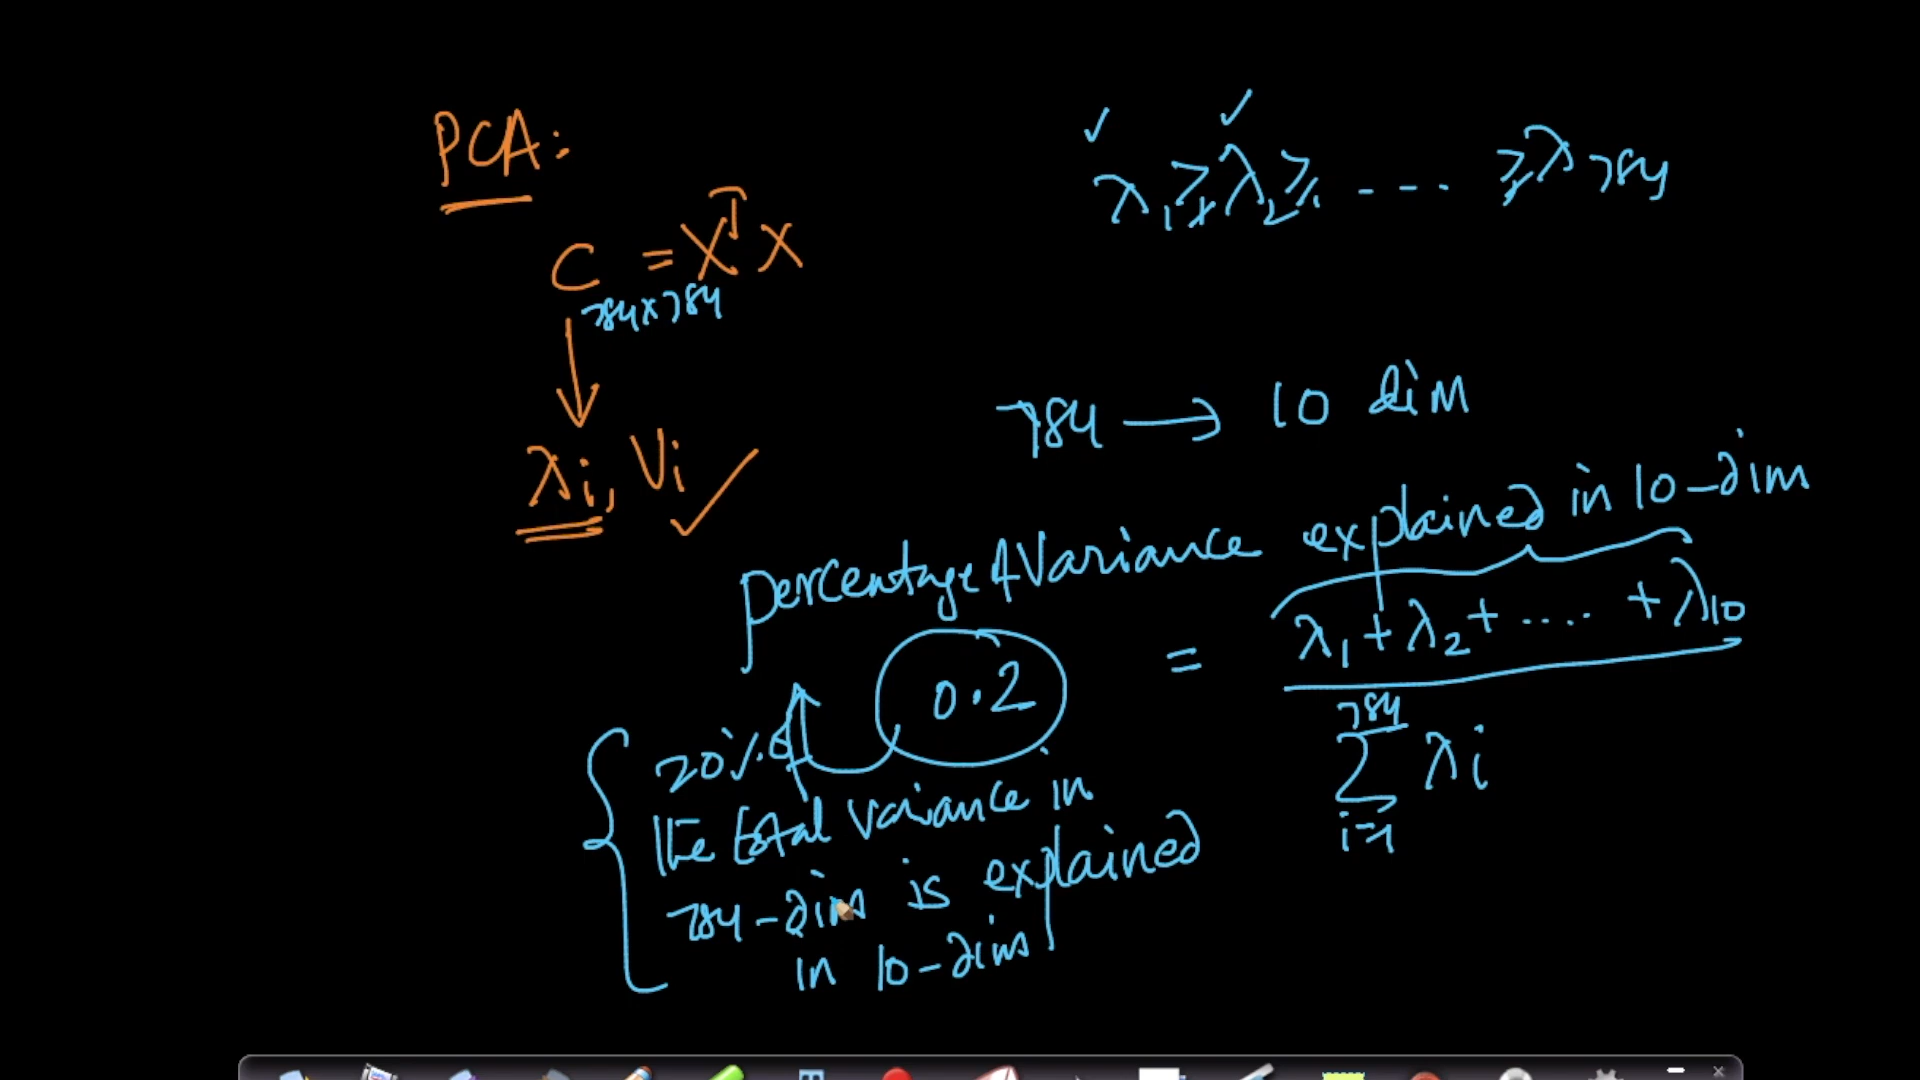 PCA:
C = Xᵀ X
784×784
λi, Vi
λ₁ ≥ λ₂ ≥ ---- ≥ λ784
784 → 10 dim
percentage of Variance explained in 10-dim
0.2 = λ₁ + λ₂ + .... + λ10
784
∑ λi
i=1
20% of
the total variance in
784-dim is explained
in 10-dims